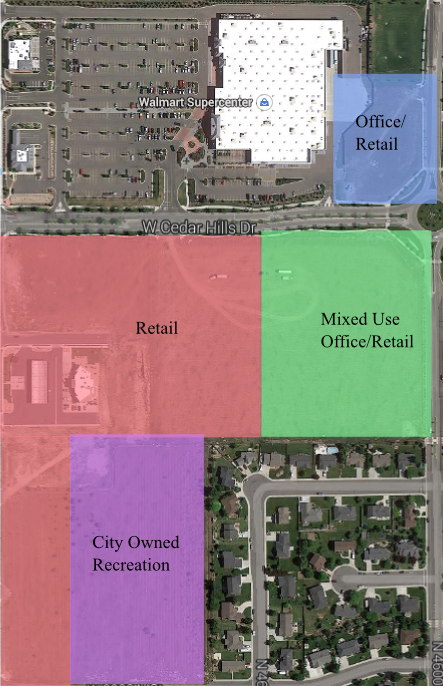 Walmart Supercenter
Office/
Retail
W Cedar Hills Dr
Retail
Mixed Use
Office/Retail
City Owned
Recreation